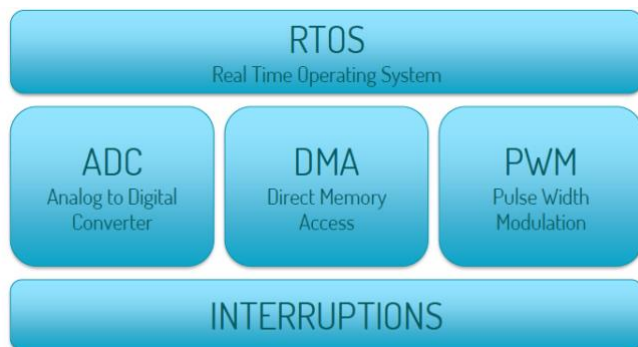 RTOS
Real Time Operating System
ADC
Analog to Digital
Converter
DMA
Direct Memory
Access
PWM
Pulse Width
Modulation
INTERRUPTIONS